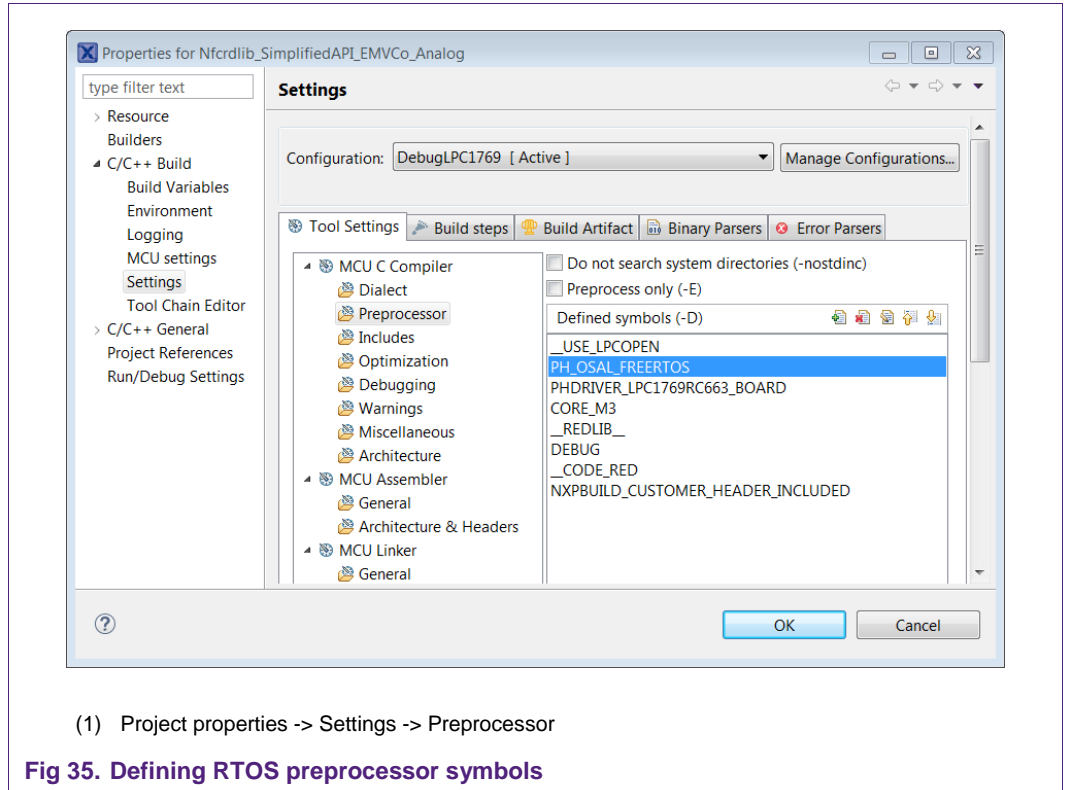 Properties for Nfcrdlib_SimplifiedAPI_EMVCo_Analog
type filter text
Resource
Builders
C/C++ Build
Build Variables
Environment
Logging
MCU settings
Settings
Tool Chain Editor
C/C++ General
Project References
Run/Debug Settings
Settings
Configuration: DebugLPC1769 [ Active ]
Manage Configurations...
Tool Settings
Build steps
Build Artifact
Binary Parsers
Error Parsers
MCU C Compiler
Dialect
Preprocessor
Includes
Optimization
Debugging
Warnings
Miscellaneous
Architecture
MCU Assembler
General
Architecture & Headers
MCU Linker
General
Do not search system directories (-nostdinc)
Preprocess only (-E)
Defined symbols (-D)
__USE_LPCOPEN
PH_OSAL_FREERTOS
PHDRIVER_LPC1769RC663_BOARD
CORE_M3
__REDLIB__
DEBUG
__CODE_RED
NXPBUILD_CUSTOMER_HEADER_INCLUDED
OK
Cancel
(1) Project properties -> Settings -> Preprocessor
Fig 35. Defining RTOS preprocessor symbols